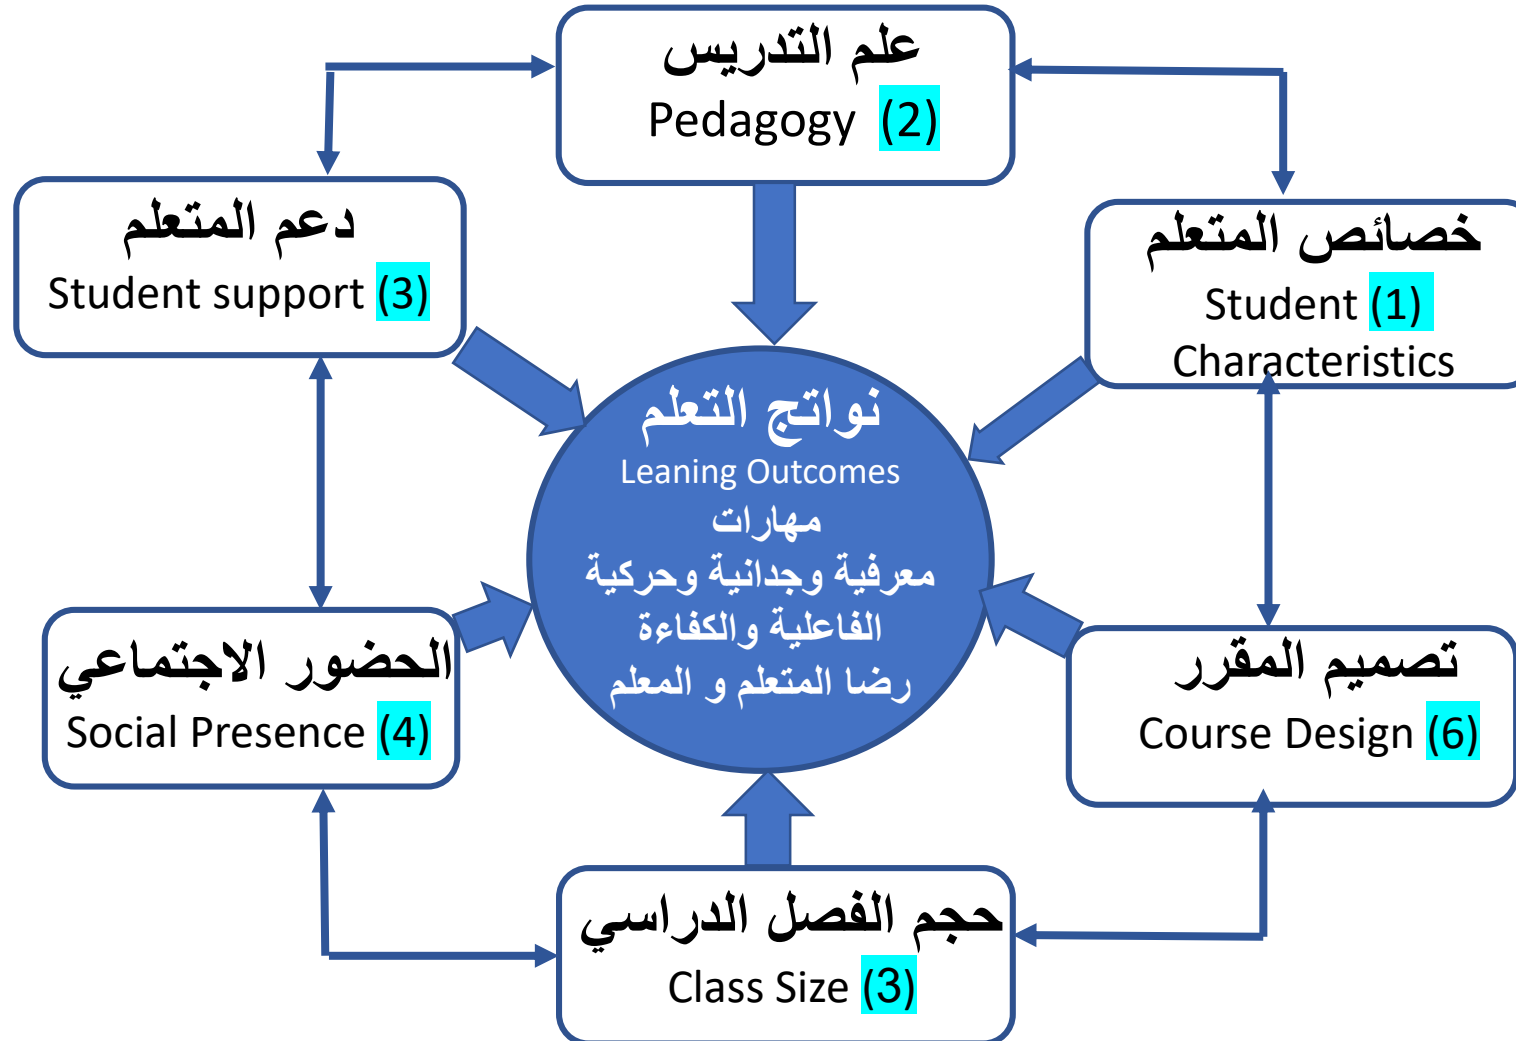 علم التدريس
Pedagogy (2)
دعم المتعلم
Student support (3)
خصائص المتعلم
Student (1)
Characteristics
نواتج التعلم
Leaning Outcomes
مهارات
معرفية وجدانية وحركية
الفاعلية والكفاءة
رضا المتعلم و المعلم
الحضور الاجتماعي
Social Presence (4)
تصميم المقرر
Course Design (6)
حجم الفصل الدراسي
Class Size (3)